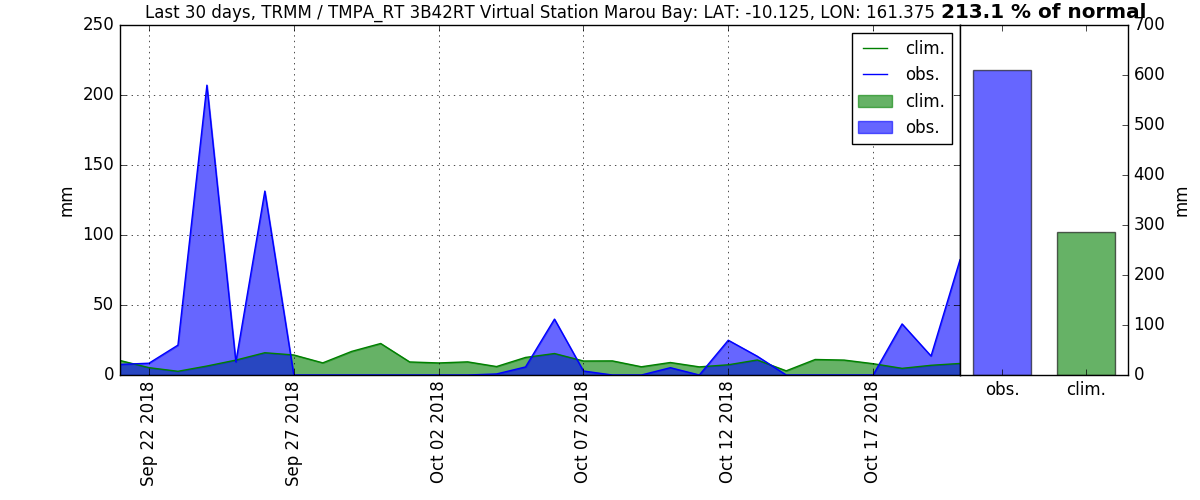 Last 30 days, TRMM / TMPA_RT 3B42RT Virtual Station Marou Bay: LAT: -10.125, LON: 161.375 213.1 % of normal
250
200
150
100
50
0
mm
clim.
obs.
clim.
obs.
700
600
500
400
300
200
100
0
mm
Sep 22 2018
Sep 27 2018
Oct 02 2018
Oct 07 2018
Oct 12 2018
Oct 17 2018
obs.
clim.